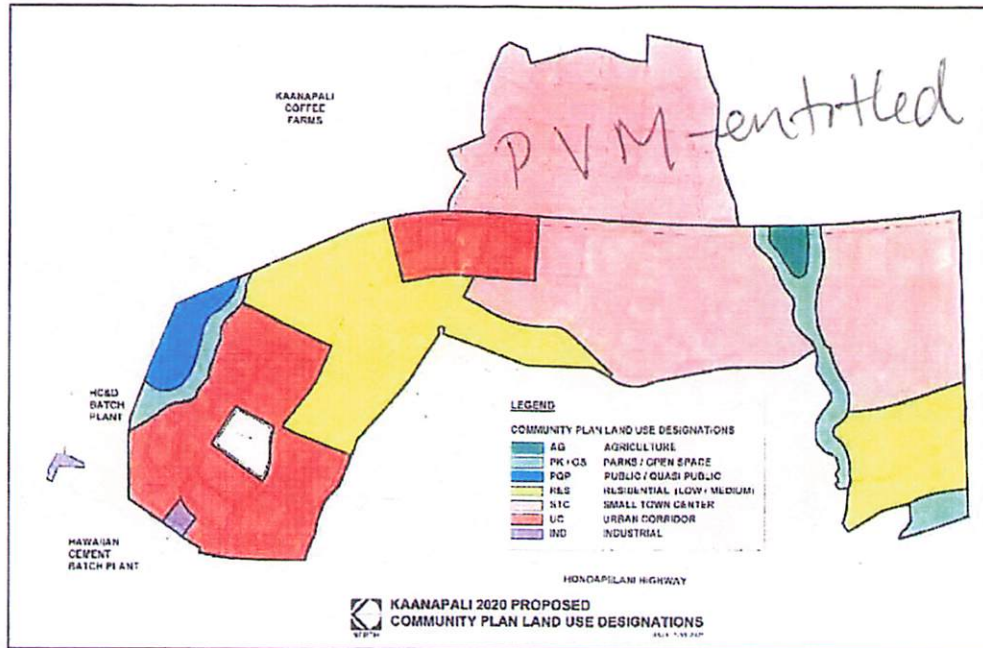 KAANAPALI
COFFEE
FARMS
PVM-entitled
HC&D
BATCH
PLANT
HAWAIIAN
CEMENT
BATCH PLANT
LEGEND
COMMUNITY PLAN LAND USE DESIGNATIONS
AG AGRICULTURE
PK+OS PARKS / OPEN SPACE
PQP PUBLIC / QUASI PUBLIC
RES RESIDENTIAL (LOW + MEDIUM)
STC SMALL TOWN CENTER
UC URBAN CORRIDOR
IND INDUSTRIAL
HONOAPIILANI HIGHWAY
NORTH
KAANAPALI 2020 PROPOSED
COMMUNITY PLAN LAND USE DESIGNATIONS